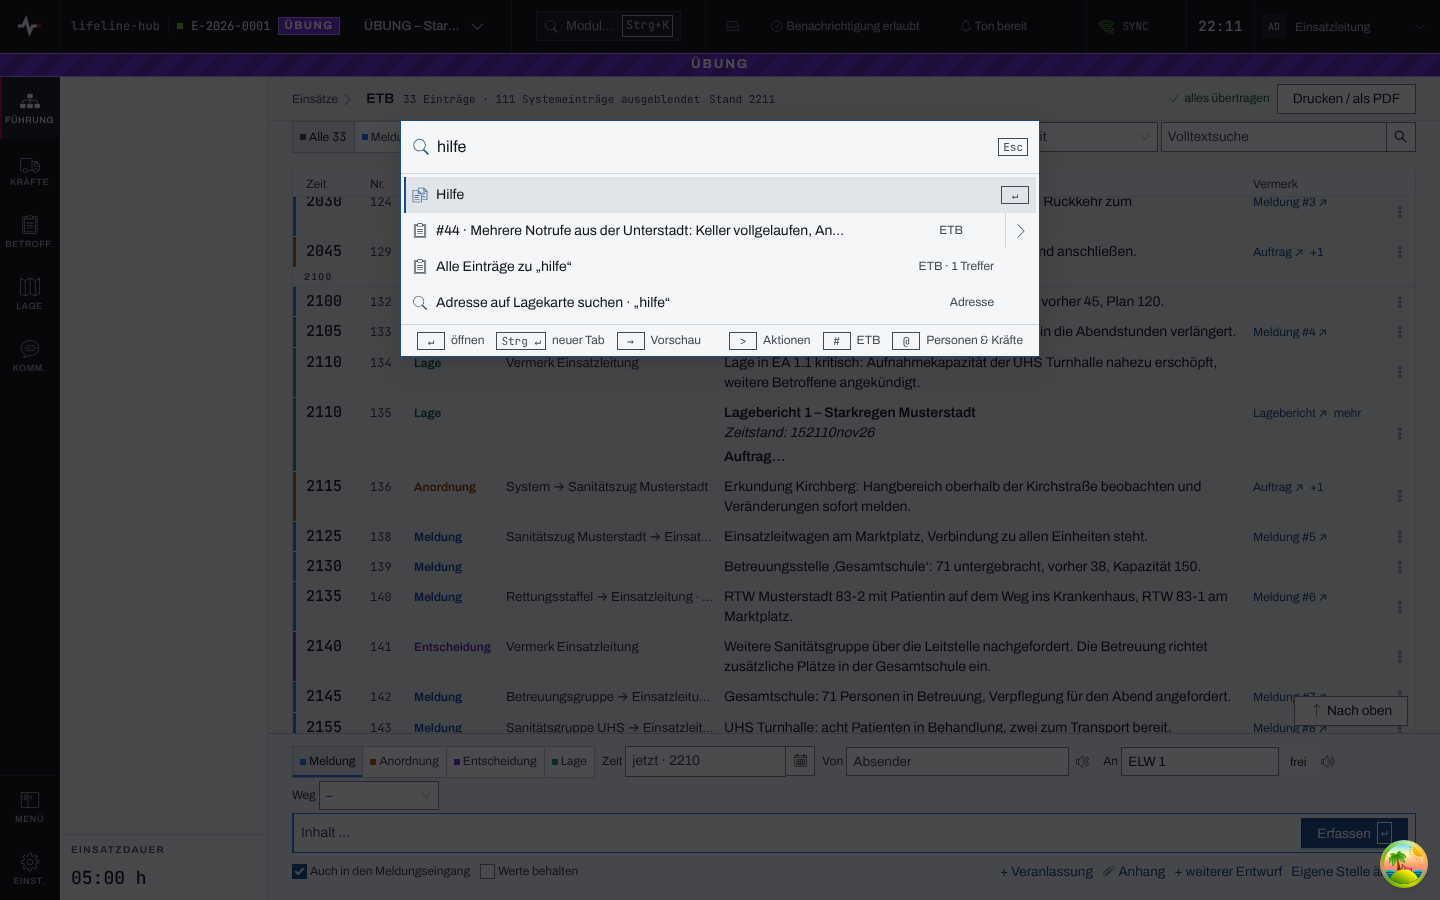 lifeline-hub E-2026-0001 ÜBUNG ÜBUNG – Star... Modul... Strg+K Benachrichtigung erlaubt Ton bereit SYNC 22:11 AD Einsatzleitung
ÜBUNG
FÜHRUNG
KRÄFTE
BETROFF.
LAGE
KOMM.
MENÜ
EINST.
EINSATZDAUER
05:00 h
Einsätze ETB 33 Einträge · 111 Systemeinträge ausgeblendet Stand 2211 alles übertragen Drucken / als PDF
Alle 33 Volltextsuche
hilfe Esc
Hilfe ↵
#44 · Mehrere Notrufe aus der Unterstadt: Keller vollgelaufen, An... ETB
Alle Einträge zu „hilfe“ ETB · 1 Treffer
Adresse auf Lagekarte suchen · „hilfe“ Adresse
↵ öffnen Strg ↵ neuer Tab → Vorschau > Aktionen # ETB @ Personen & Kräfte
Zeit Nr. Vermerk
2030 124 Rückkehr zum Meldung #3 ↗
2045 129 nd anschließen. Auftrag ↗ +1
2100
2100 132 vorher 45, Plan 120.
2105 133 in die Abendstunden verlängert. Meldung #4 ↗
2110 134 Lage Vermerk Einsatzleitung Lage in EA 1.1 kritisch: Aufnahmekapazität der UHS Turnhalle nahezu erschöpft,
weitere Betroffene angekündigt.
2110 135 Lage Lagebericht 1 – Starkregen Musterstadt Lagebericht ↗ mehr
Zeitstand: 152110nov26
Auftrag...
2115 136 Anordnung System → Sanitätszug Musterstadt Erkundung Kirchberg: Hangbereich oberhalb der Kirchstraße beobachten und Auftrag ↗ +1
Veränderungen sofort melden.
2125 138 Meldung Sanitätszug Musterstadt → Einsat... Einsatzleitwagen am Marktplatz, Verbindung zu allen Einheiten steht. Meldung #5 ↗
2130 139 Meldung Betreuungsstelle ‚Gesamtschule‘: 71 untergebracht, vorher 38, Kapazität 150.
2135 140 Meldung Rettungsstaffel → Einsatzleitung · ... RTW Musterstadt 83-2 mit Patientin auf dem Weg ins Krankenhaus, RTW 83-1 am Meldung #6 ↗
Marktplatz.
2140 141 Entscheidung Vermerk Einsatzleitung Weitere Sanitätsgruppe über die Leitstelle nachgefordert. Die Betreuung richtet
zusätzliche Plätze in der Gesamtschule ein.
2145 142 Meldung Betreuungsgruppe → Einsatzleitu... Gesamtschule: 71 Personen in Betreuung, Verpflegung für den Abend angefordert. Meldung #7 ↗
2155 143 Meldung Sanitätsgruppe UHS → Einsatzleit... UHS Turnhalle: acht Patienten in Behandlung, zwei zum Transport bereit.
↑ Nach oben
Meldung Anordnung Entscheidung Lage Zeit jetzt · 2210 Von Absender An ELW 1 frei
Weg –
Inhalt ... Erfassen ↵
Auch in den Meldungseingang Werte behalten + Veranlassung Anhang + weiterer Entwurf Eigene Stelle